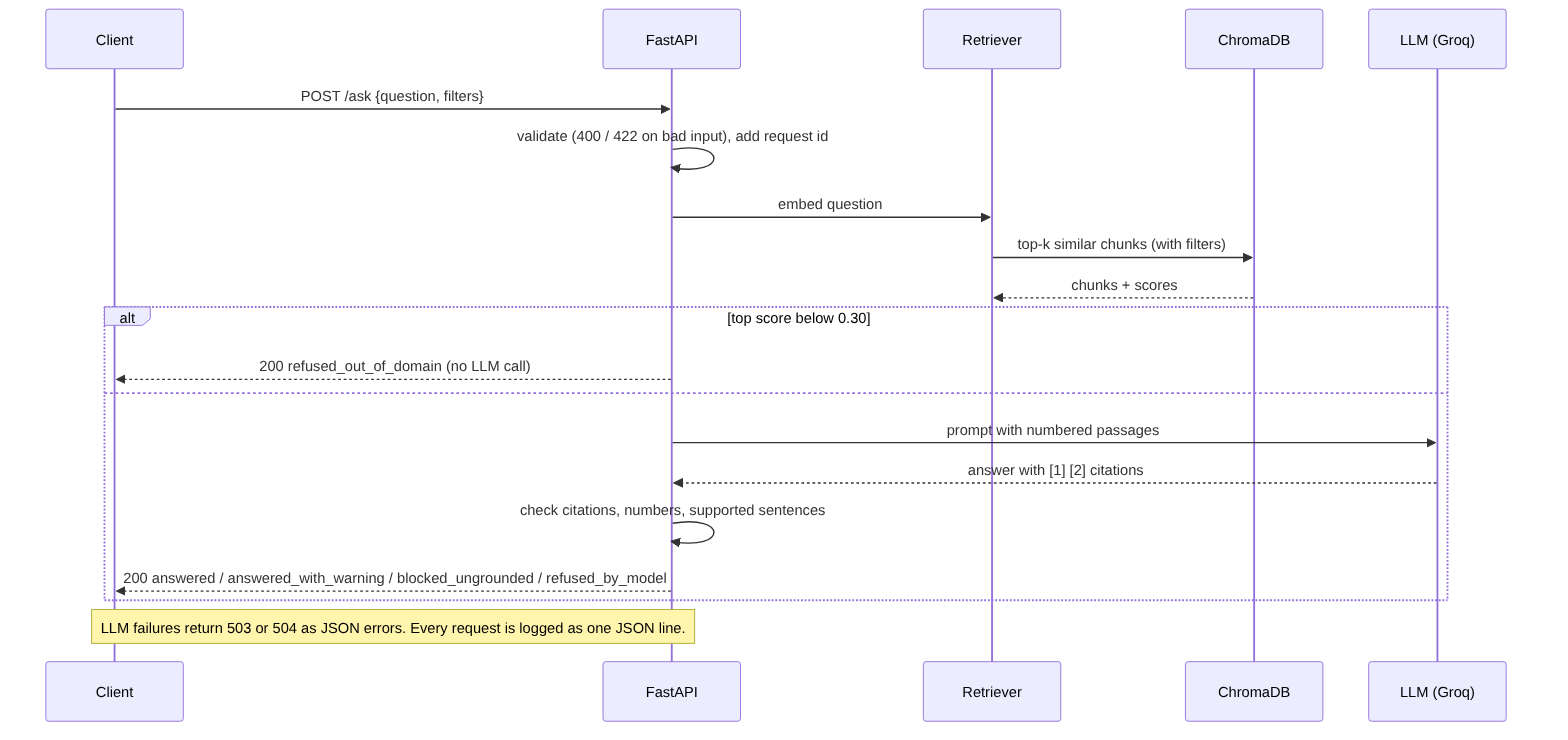 Client
FastAPI
Retriever
ChromaDB
LLM (Groq)
POST /ask {question, filters}
validate (400 / 422 on bad input), add request id
embed question
top-k similar chunks (with filters)
chunks + scores
alt
[top score below 0.30]
200 refused_out_of_domain (no LLM call)
prompt with numbered passages
answer with [1] [2] citations
check citations, numbers, supported sentences
200 answered / answered_with_warning / blocked_ungrounded / refused_by_model
LLM failures return 503 or 504 as JSON errors. Every request is logged as one JSON line.
Client
FastAPI
Retriever
ChromaDB
LLM (Groq)